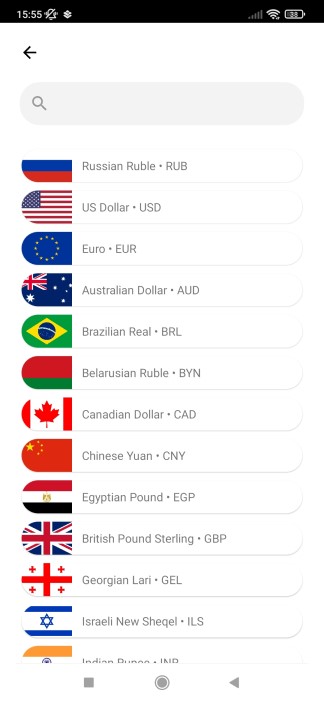 15:55
38
Russian Ruble • RUB
US Dollar • USD
Euro • EUR
Australian Dollar • AUD
Brazilian Real • BRL
Belarusian Ruble • BYN
Canadian Dollar • CAD
Chinese Yuan • CNY
Egyptian Pound • EGP
British Pound Sterling • GBP
Georgian Lari • GEL
Israeli New Sheqel • ILS
Indian Rupee • INR